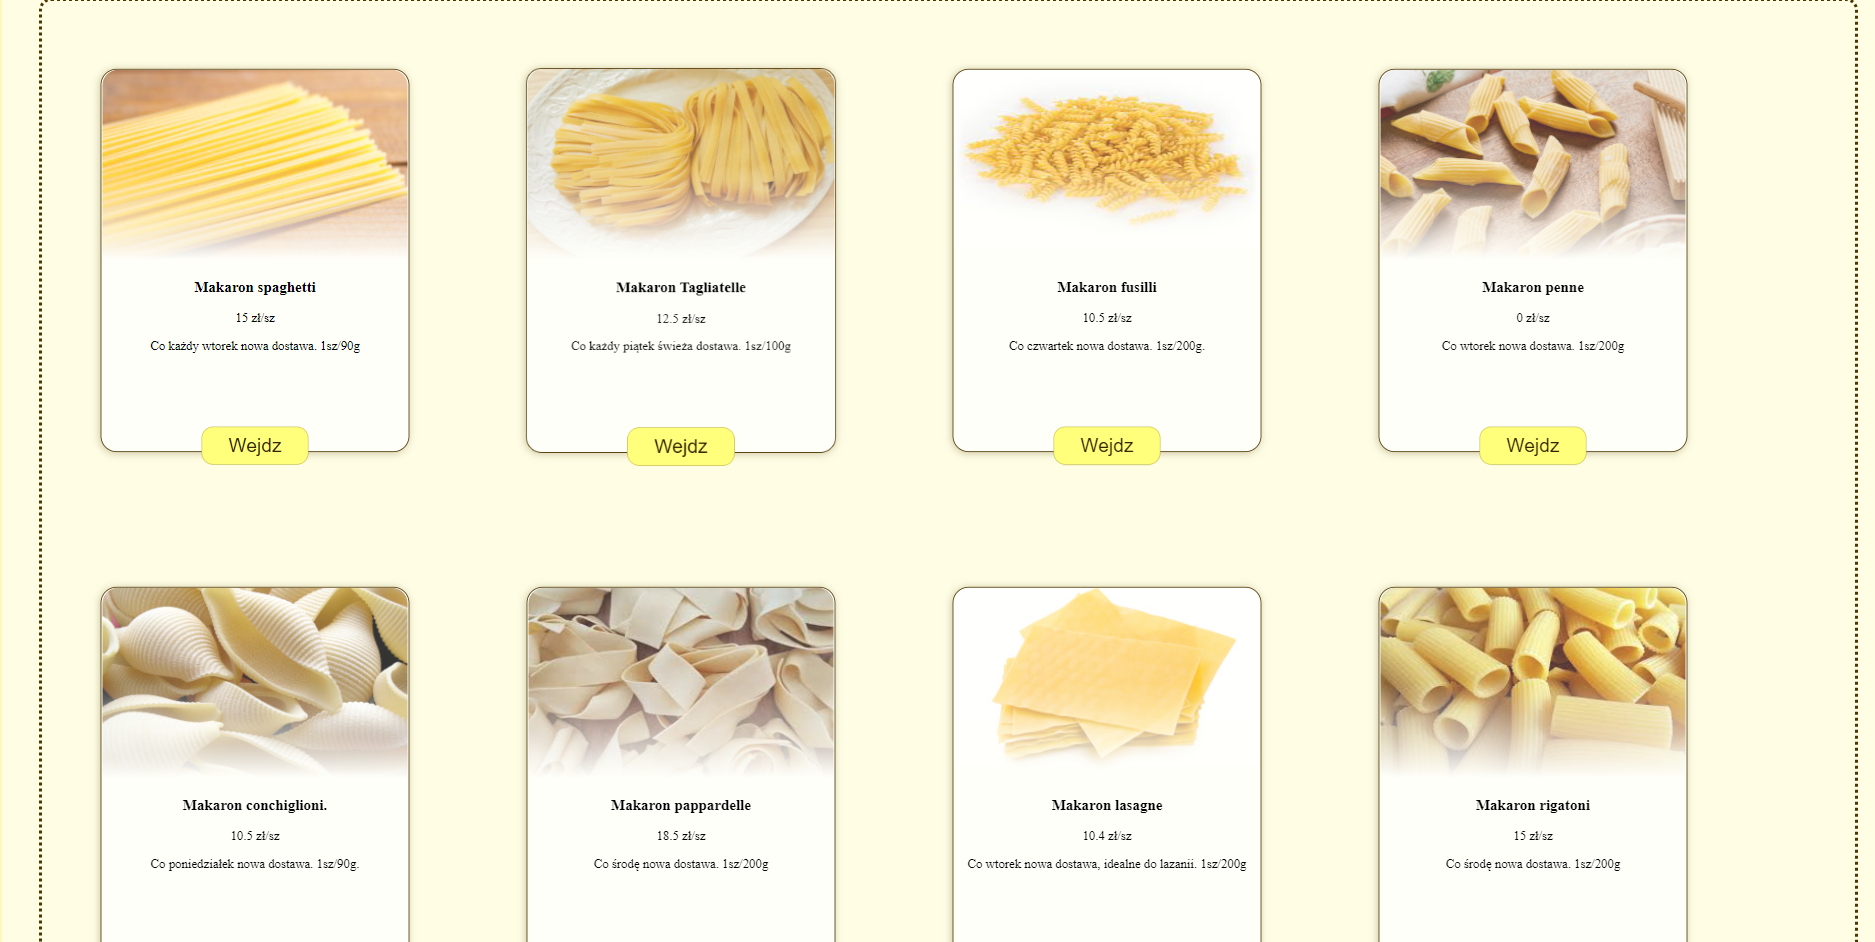 Makaron spaghetti
15 zł/sz
Co każdy wtorek nowa dostawa. 1sz/90g
Wejdz
Makaron Tagliatelle
12.5 zł/sz
Co każdy piątek świeża dostawa. 1sz/100g
Wejdz
Makaron fusilli
10.5 zł/sz
Co czwartek nowa dostawa. 1sz/200g.
Wejdz
Makaron penne
0 zł/sz
Co wtorek nowa dostawa. 1sz/200g
Wejdz
Makaron conchiglioni.
10.5 zł/sz
Co poniedziałek nowa dostawa. 1sz/90g.
Makaron pappardelle
18.5 zł/sz
Co środę nowa dostawa. 1sz/200g
Makaron lasagne
10.4 zł/sz
Co wtorek nowa dostawa, idealne do lazanii. 1sz/200g
Makaron rigatoni
15 zł/sz
Co środę nowa dostawa. 1sz/200g